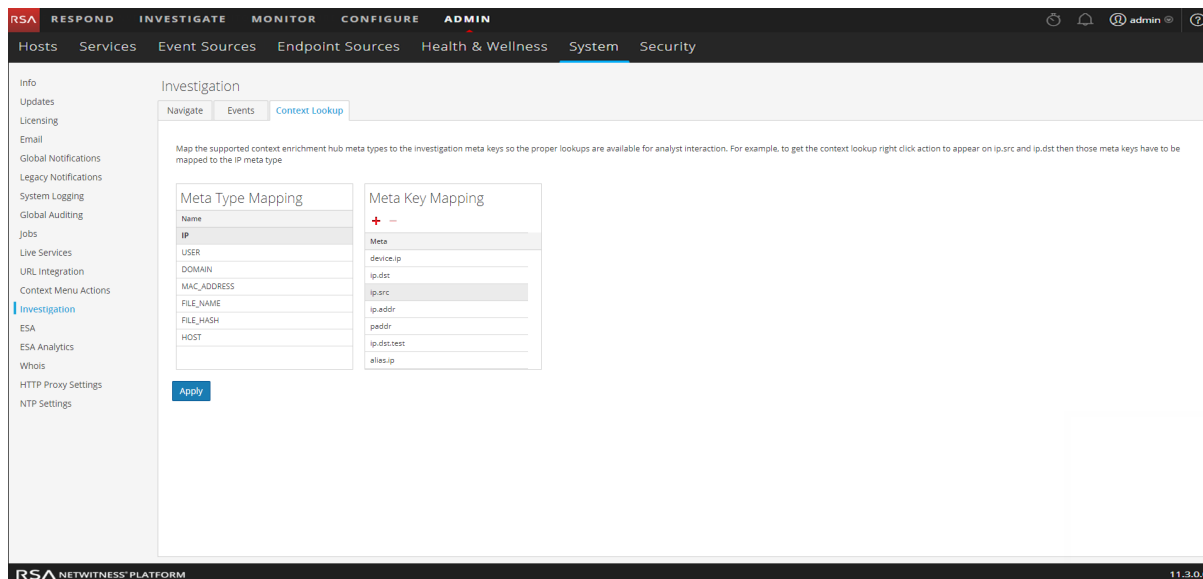 RSA RESPOND INVESTIGATE MONITOR CONFIGURE ADMIN admin
Hosts Services Event Sources Endpoint Sources Health & Wellness System Security
Info
Updates
Licensing
Email
Global Notifications
Legacy Notifications
System Logging
Global Auditing
Jobs
Live Services
URL Integration
Context Menu Actions
Investigation
ESA
ESA Analytics
Whois
HTTP Proxy Settings
NTP Settings
Investigation
Navigate Events Context Lookup
Map the supported context enrichment hub meta types to the investigation meta keys so the proper lookups are available for analyst interaction. For example, to get the context lookup right click action to appear on ip.src and ip.dst then those meta keys have to be
mapped to the IP meta type
Meta Type Mapping
Name
IP
USER
DOMAIN
MAC_ADDRESS
FILE_NAME
FILE_HASH
HOST
Meta Key Mapping
+ −
Meta
device.ip
ip.dst
ip.src
ip.addr
paddr
ip.dst.test
alias.ip
Apply
RSA NETWITNESS® PLATFORM